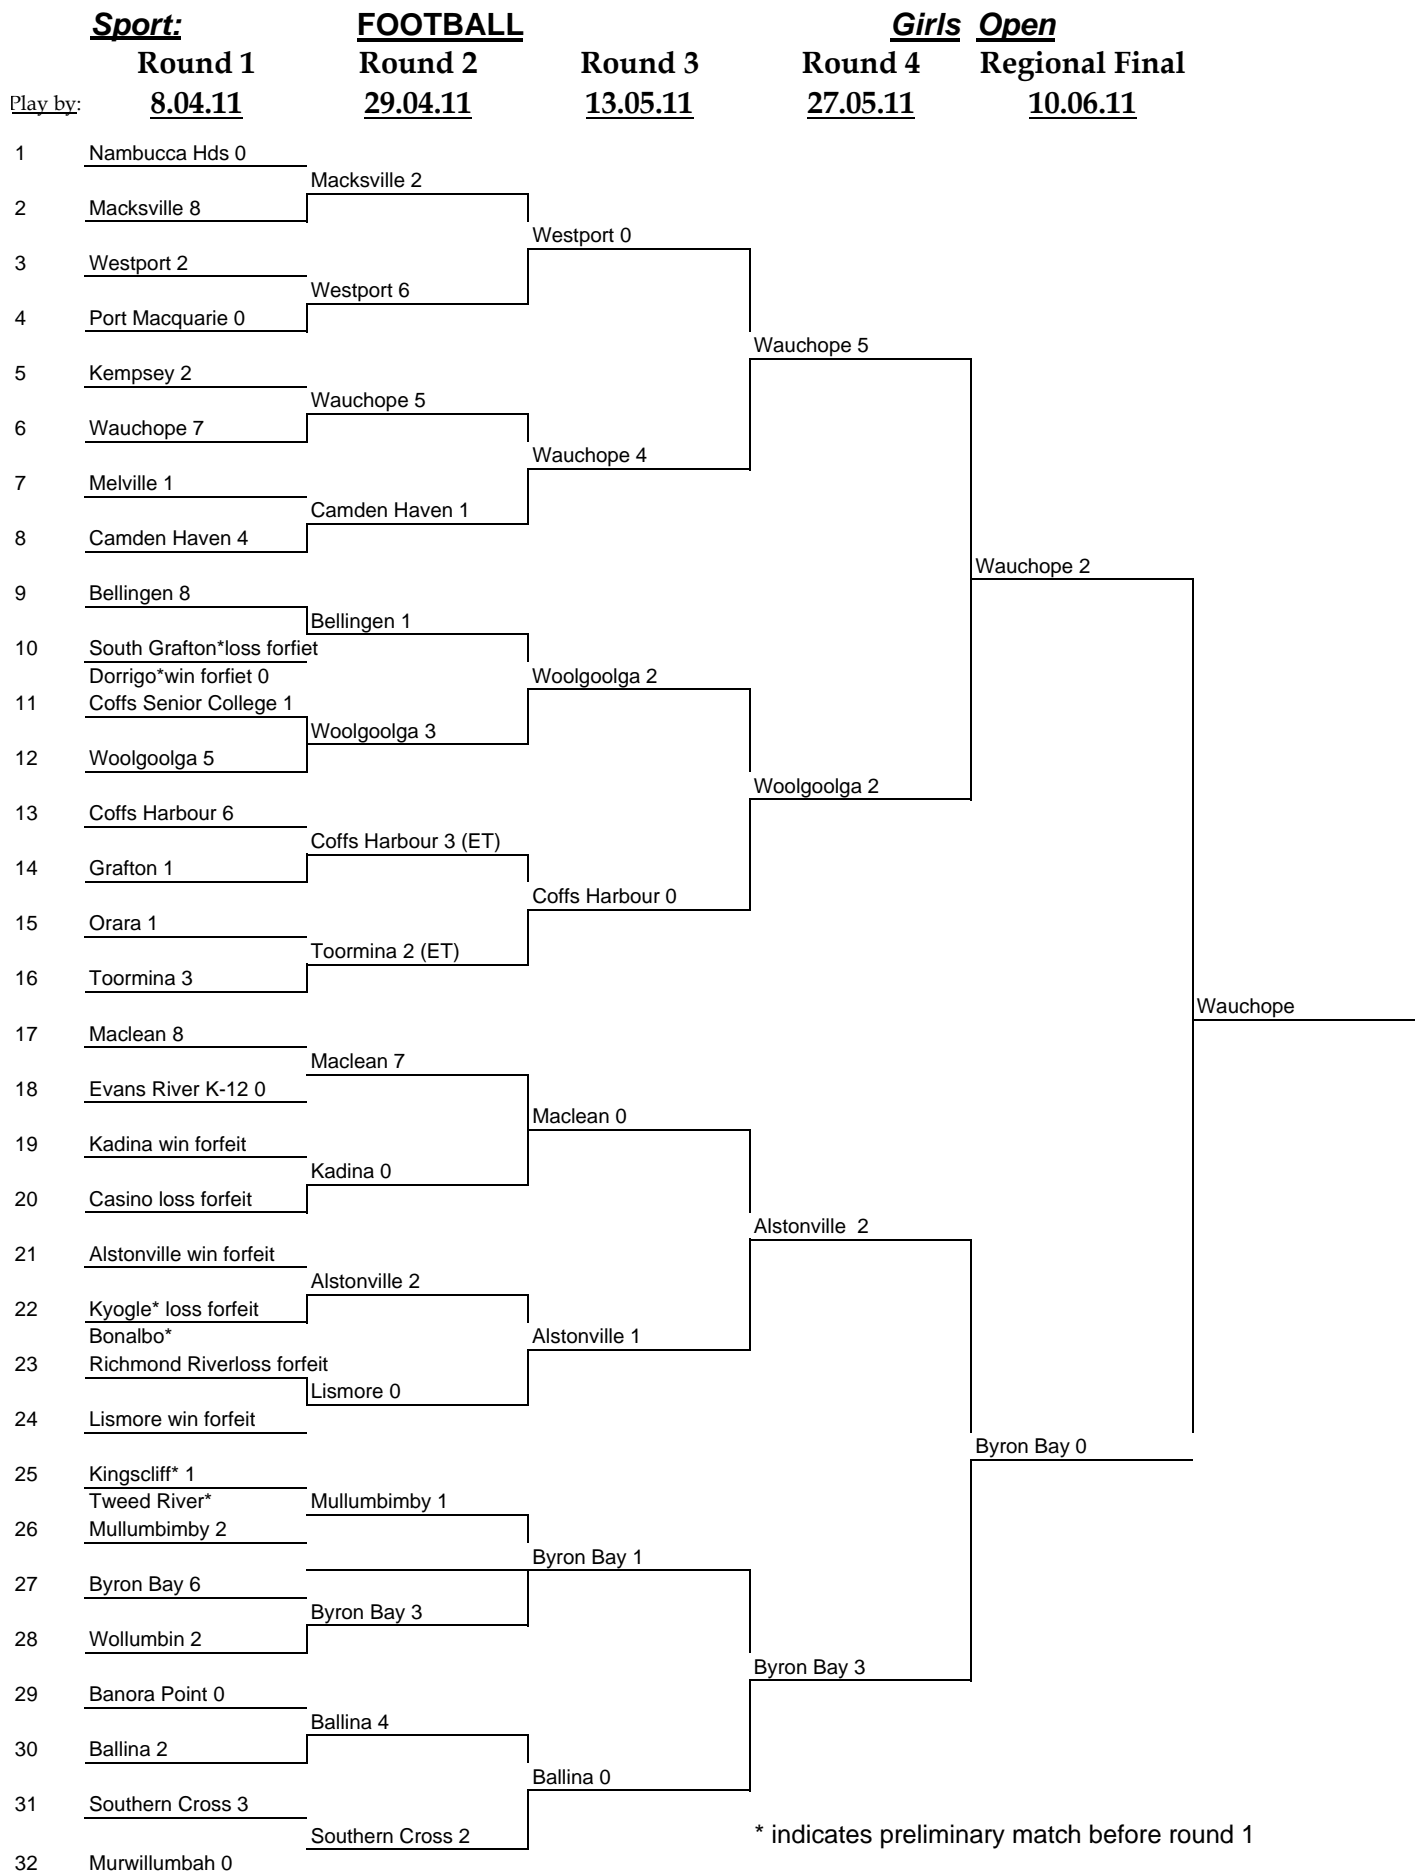 Sport: FOOTBALL Girls Open
Round 1 Round 2 Round 3 Round 4 Regional Final
Play by: 8.04.11 29.04.11 13.05.11 27.05.11 10.06.11
1 Nambucca Hds 0
Macksville 2
2 Macksville 8
Westport 0
3 Westport 2
Westport 6
4 Port Macquarie 0
Wauchope 5
5 Kempsey 2
Wauchope 5
6 Wauchope 7
Wauchope 4
7 Melville 1
Camden Haven 1
8 Camden Haven 4
Wauchope 2
9 Bellingen 8
Bellingen 1
10 South Grafton*loss forfiet
Dorrigo*win forfiet 0 Woolgoolga 2
11 Coffs Senior College 1
Woolgoolga 3
12 Woolgoolga 5
Woolgoolga 2
13 Coffs Harbour 6
Coffs Harbour 3 (ET)
14 Grafton 1
Coffs Harbour 0
15 Orara 1
Toormina 2 (ET)
16 Toormina 3
Wauchope
17 Maclean 8
Maclean 7
18 Evans River K-12 0
Maclean 0
19 Kadina win forfeit
Kadina 0
20 Casino loss forfeit
Alstonville 2
21 Alstonville win forfeit
Alstonville 2
22 Kyogle* loss forfeit
Bonalbo* Alstonville 1
23 Richmond Riverloss forfeit
Lismore 0
24 Lismore win forfeit
Byron Bay 0
25 Kingscliff* 1
Tweed River* Mullumbimby 1
26 Mullumbimby 2
Byron Bay 1
27 Byron Bay 6
Byron Bay 3
28 Wollumbin 2
Byron Bay 3
29 Banora Point 0
Ballina 4
30 Ballina 2
Ballina 0
31 Southern Cross 3
Southern Cross 2 * indicates preliminary match before round 1
32 Murwillumbah 0